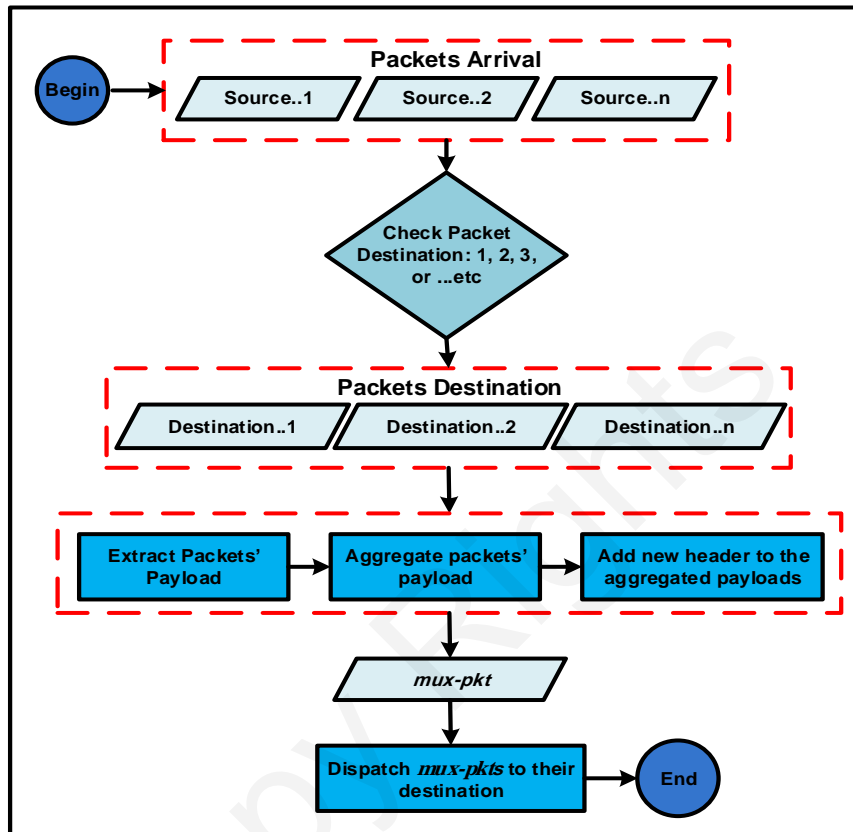 Packets Arrival
Begin
Source..1
Source..2
Source..n
Check Packet
Destination: 1, 2, 3,
or ...etc
Packets Destination
Destination..1
Destination..2
Destination..n
Extract Packets’
Payload
Aggregate packets’
payload
Add new header to the
aggregated payloads
mux-pkt
Dispatch mux-pkts to their
destination
End
py Rights